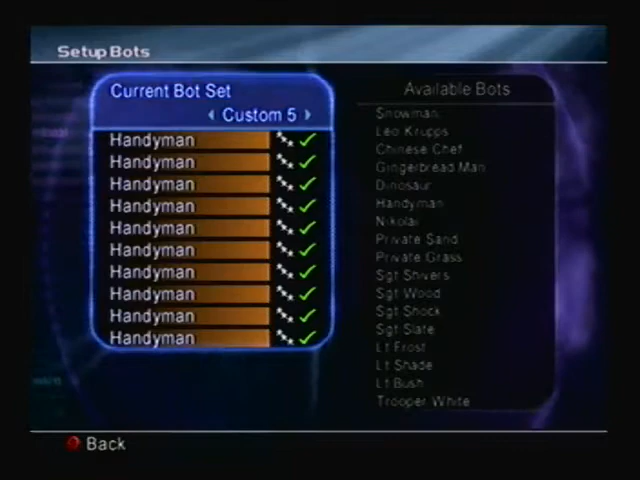 Setup Bots
Current Bot Set
Custom 5
Handyman
Handyman
Handyman
Handyman
Handyman
Handyman
Handyman
Handyman
Handyman
Handyman
Available Bots
Snowman
Leo Krupps
Chinese Chef
Gingerbread Man
Dinosaur
Handyman
Nikolai
Private Sand
Private Grass
Sgt Shivers
Sgt Wood
Sgt Shock
Sgt Slate
Lt Frost
Lt Shade
Lt Bush
Trooper White
Back